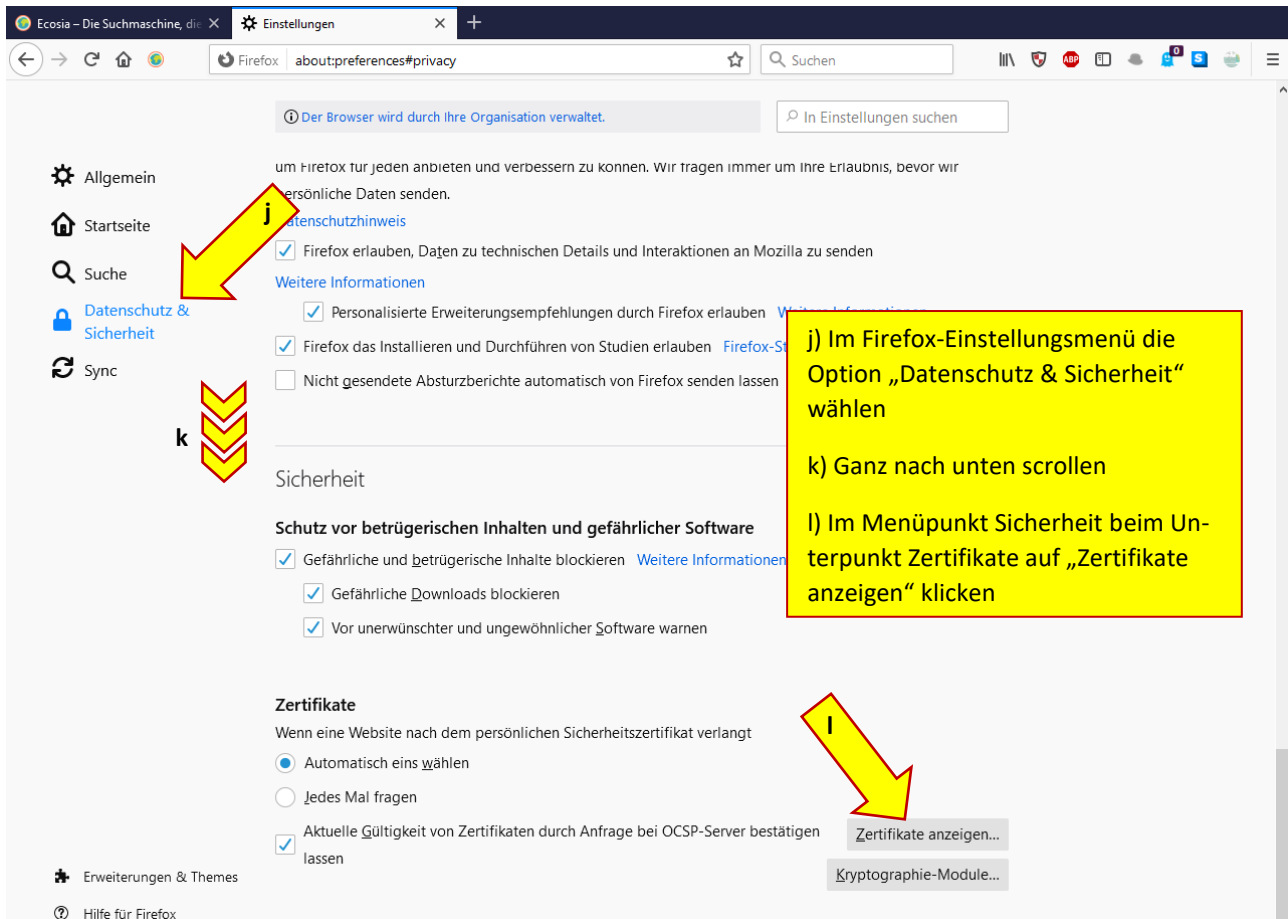 Ecosia – Die Suchmaschine, die
Einstellungen
Firefox
about:preferences#privacy
Suchen
ABP
0
S
Der Browser wird durch Ihre Organisation verwaltet.
In Einstellungen suchen
um Firefox für jeden anbieten und verbessern zu können. Wir fragen immer um Ihre Erlaubnis, bevor wir
persönliche Daten senden.
Datenschutzhinweis
Allgemein
Startseite
Suche
Datenschutz &
Sicherheit
Sync
j
k
Firefox erlauben, Daten zu technischen Details und Interaktionen an Mozilla zu senden
Weitere Informationen
Personalisierte Erweiterungsempfehlungen durch Firefox erlauben Weitere Informationen
Firefox das Installieren und Durchführen von Studien erlauben Firefox-St
Nicht gesendete Absturzberichte automatisch von Firefox senden lassen
j) Im Firefox-Einstellungsmenü die
Option „Datenschutz & Sicherheit“
wählen
k) Ganz nach unten scrollen
l) Im Menüpunkt Sicherheit beim Un-
terpunkt Zertifikate auf „Zertifikate
anzeigen“ klicken
Sicherheit
Schutz vor betrügerischen Inhalten und gefährlicher Software
Gefährliche und betrügerische Inhalte blockieren Weitere Informationen
Gefährliche Downloads blockieren
Vor unerwünschter und ungewöhnlicher Software warnen
Zertifikate
Wenn eine Website nach dem persönlichen Sicherheitszertifikat verlangt
l
Automatisch eins wählen
Jedes Mal fragen
Aktuelle Gültigkeit von Zertifikaten durch Anfrage bei OCSP-Server bestätigen
lassen
Zertifikate anzeigen...
Kryptographie-Module...
Erweiterungen & Themes
Hilfe für Firefox